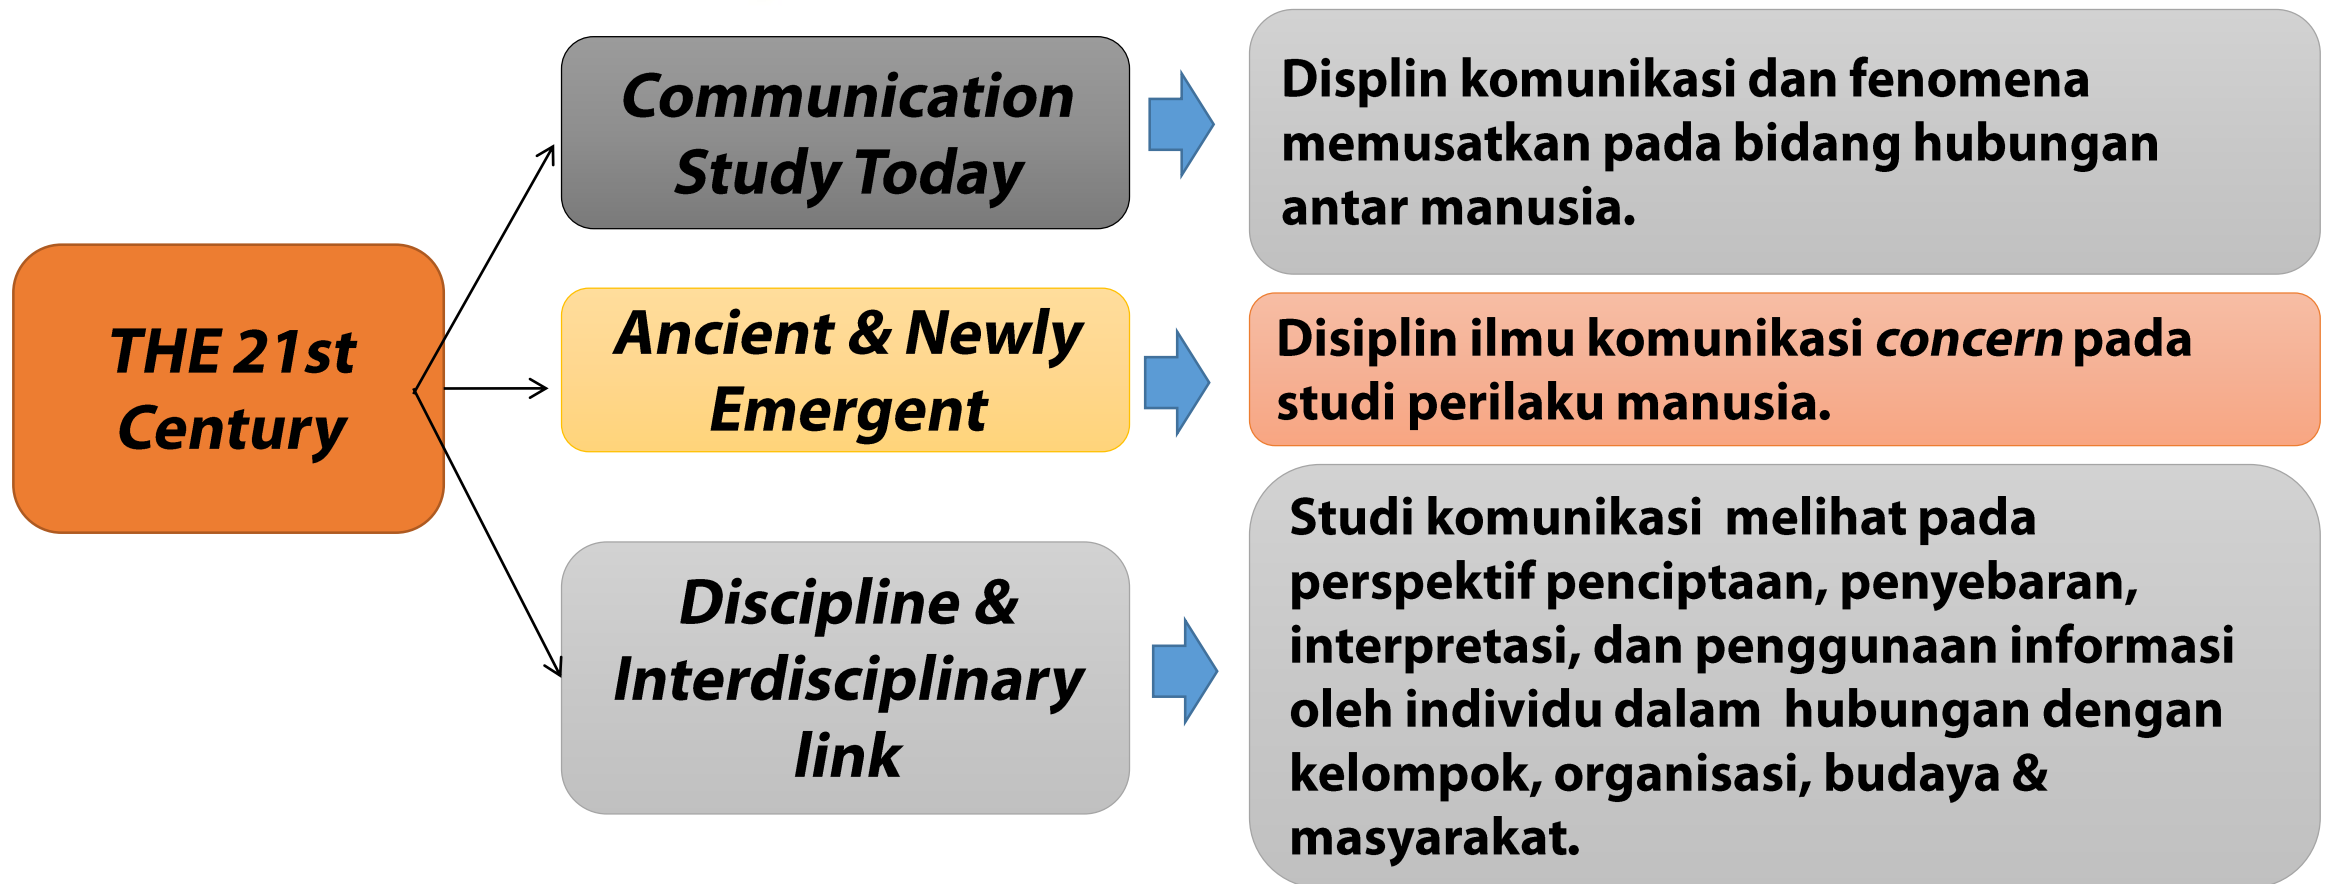 THE 21st
Century
Communication
Study Today
Displin komunikasi dan fenomena
memusatkan pada bidang hubungan
antar manusia.
Ancient & Newly
Emergent
Disiplin ilmu komunikasi concern pada
studi perilaku manusia.
Discipline &
Interdisciplinary
link
Studi komunikasi  melihat pada
perspektif penciptaan, penyebaran,
interpretasi, dan penggunaan informasi
oleh individu dalam  hubungan dengan
kelompok, organisasi, budaya &
masyarakat.